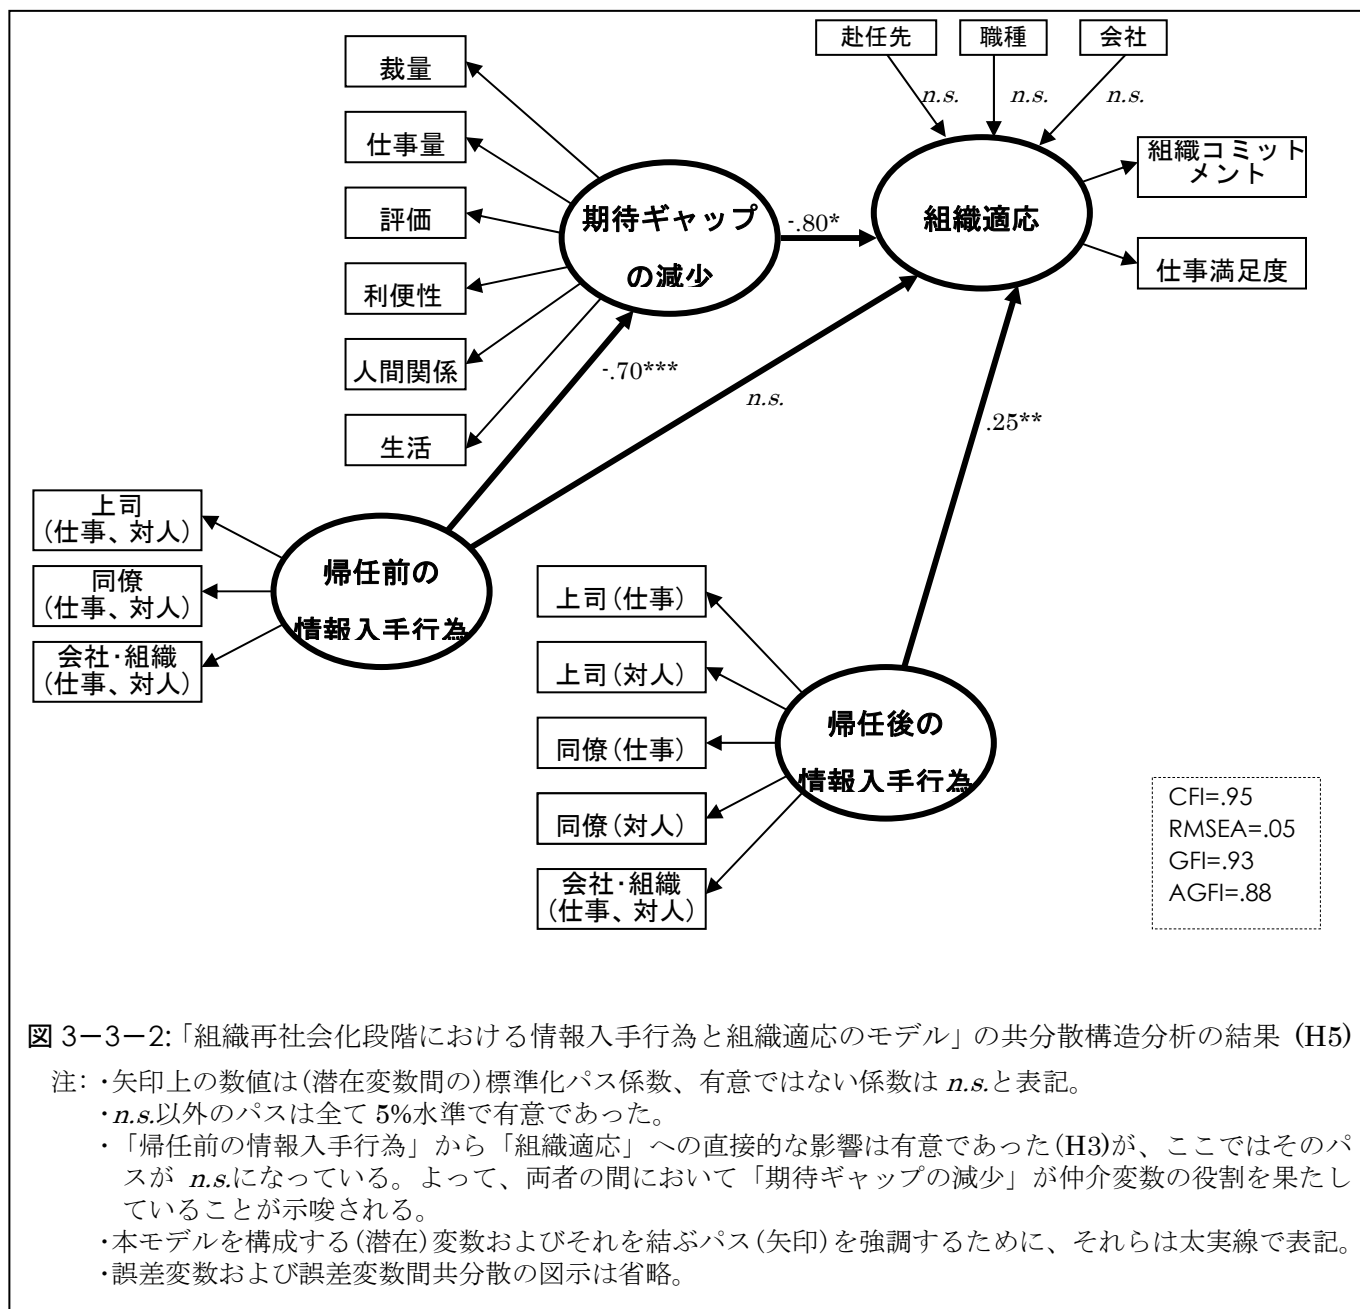 赴任先
職種
会社
n.s.
n.s.
n.s.
裁量
仕事量
評価
利便性
人間関係
生活
期待ギャップ
の減少
-.80*
組織適応
組織コミット
メント
仕事満足度
-.70***
n.s.
.25**
上司
(仕事、対人)
同僚
(仕事、対人)
会社・組織
(仕事、対人)
帰任前の
情報入手行為
上司(仕事)
上司(対人)
同僚(仕事)
同僚(対人)
会社・組織
(仕事、対人)
帰任後の
情報入手行為
CFI=.95
RMSEA=.05
GFI=.93
AGFI=.88
図 3−3−2:「組織再社会化段階における情報入手行為と組織適応のモデル」の共分散構造分析の結果 (H5)
注: ・矢印上の数値は(潜在変数間の)標準化パス係数、有意ではない係数は n.s.と表記。
・n.s.以外のパスは全て 5%水準で有意であった。
・「帰任前の情報入手行為」から「組織適応」への直接的な影響は有意であった(H3)が、ここではそのパ
スが n.s.になっている。よって、両者の間において「期待ギャップの減少」が仲介変数の役割を果たし
ていることが示唆される。
・本モデルを構成する(潜在)変数およびそれを結ぶパス(矢印)を強調するために、それらは太実線で表記。
・誤差変数および誤差変数間共分散の図示は省略。